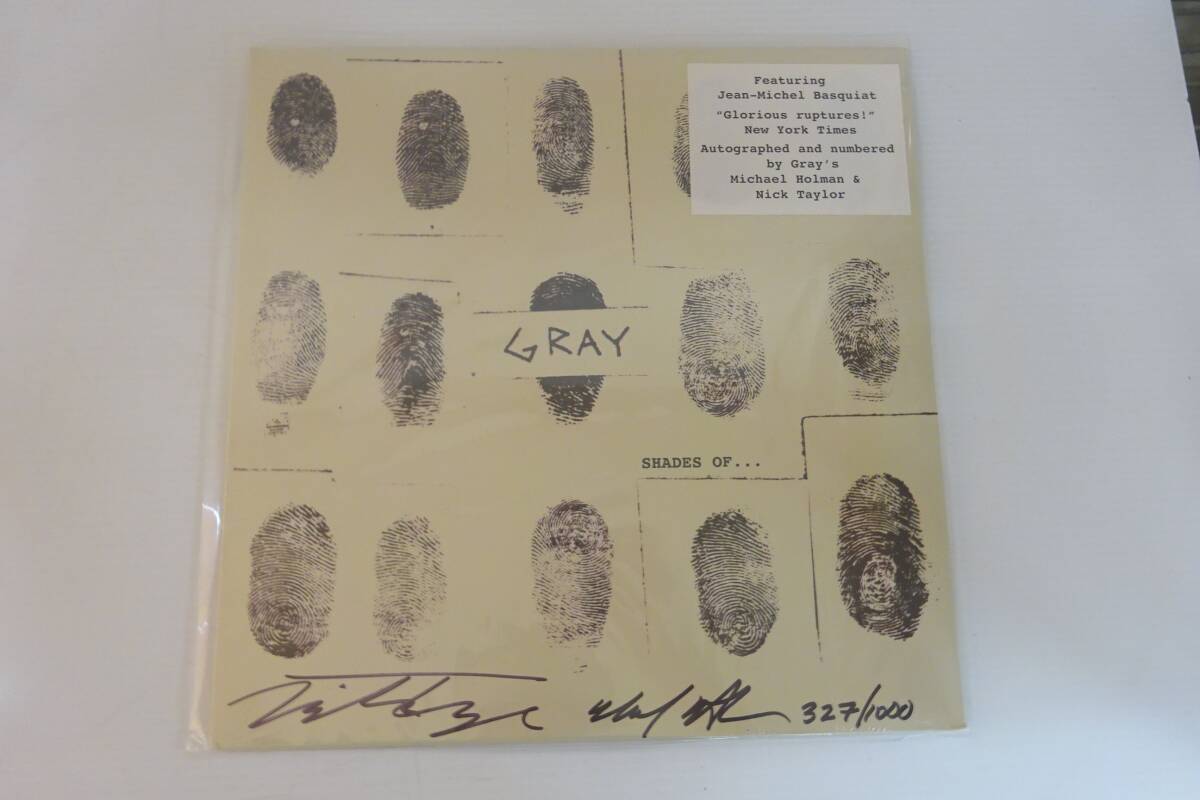 Featuring
Jean-Michel Basquiat
"Glorious ruptures!"
New York Times
Autographed and numbered
by Gray's
Michael Holman &
Nick Taylor
GRAY
SHADES OF...
327/1000